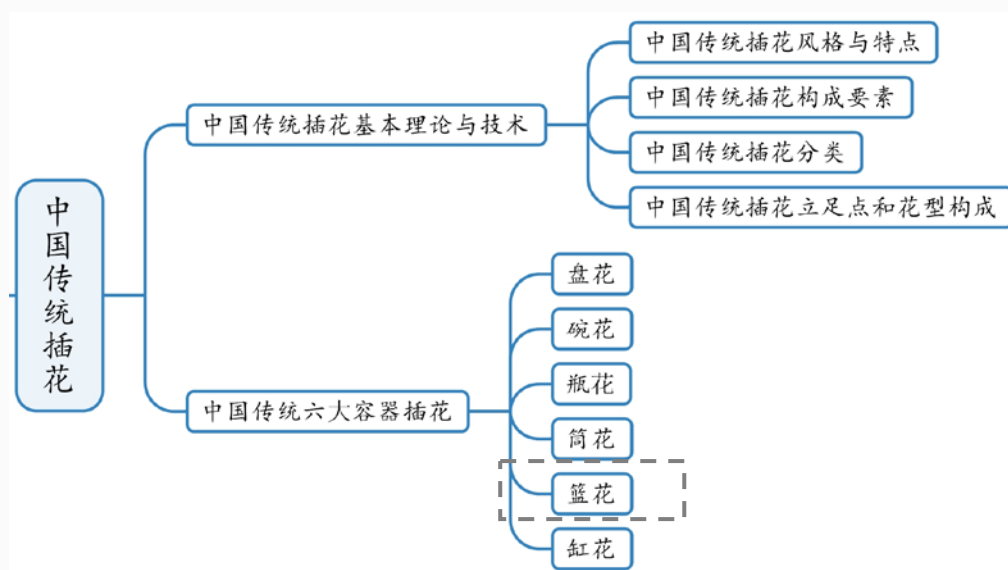 中国传统插花
中国传统插花基本理论与技术
中国传统插花风格与特点
中国传统插花构成要素
中国传统插花分类
中国传统插花立足点和花型构成
中国传统六大容器插花
盘花
碗花
瓶花
筒花
篮花
缸花